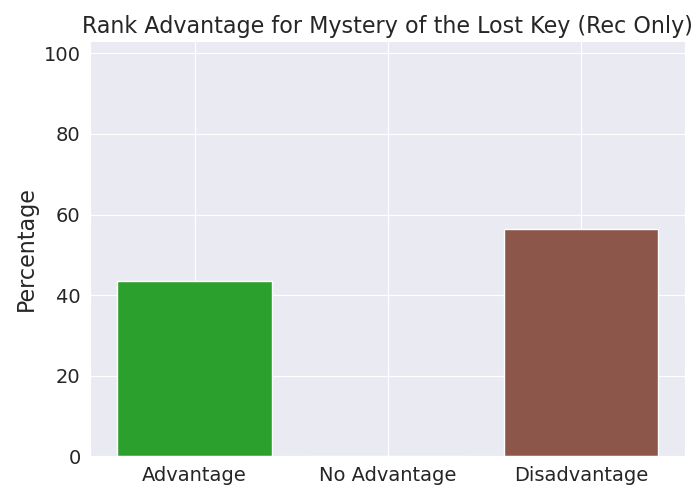 Rank Advantage for Mystery of the Lost Key (Rec Only)
100
80
60
40
20
0
Percentage
Advantage
No Advantage
Disadvantage